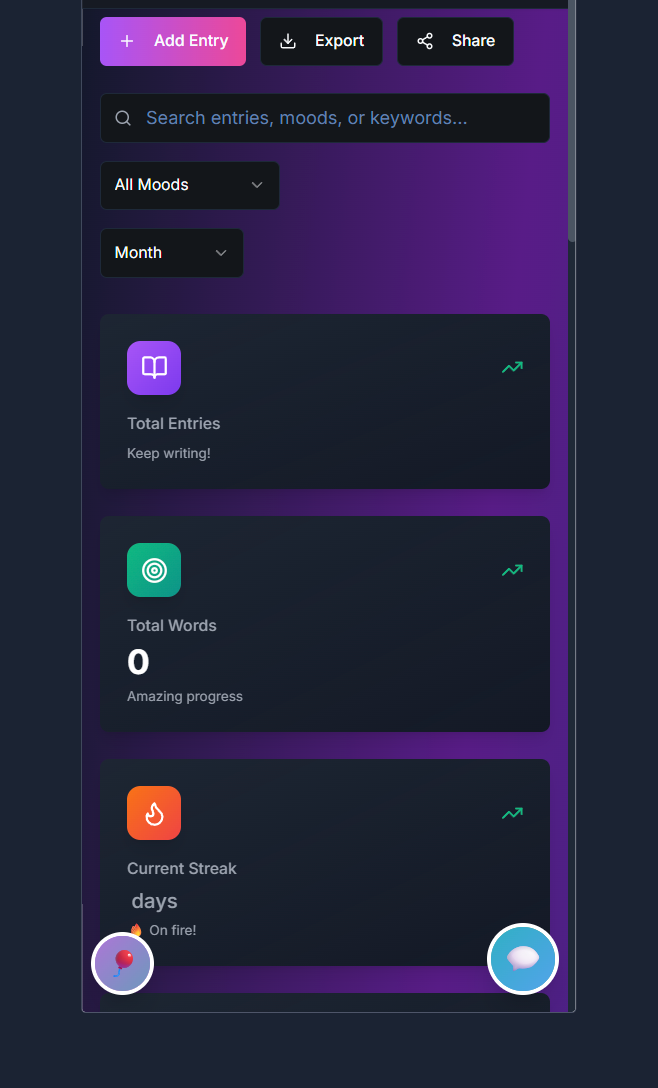 Add Entry
Export
Share
Search entries, moods, or keywords...
All Moods
Month
Total Entries
Keep writing!
Total Words
0
Amazing progress
Current Streak
days
🔥 On fire!